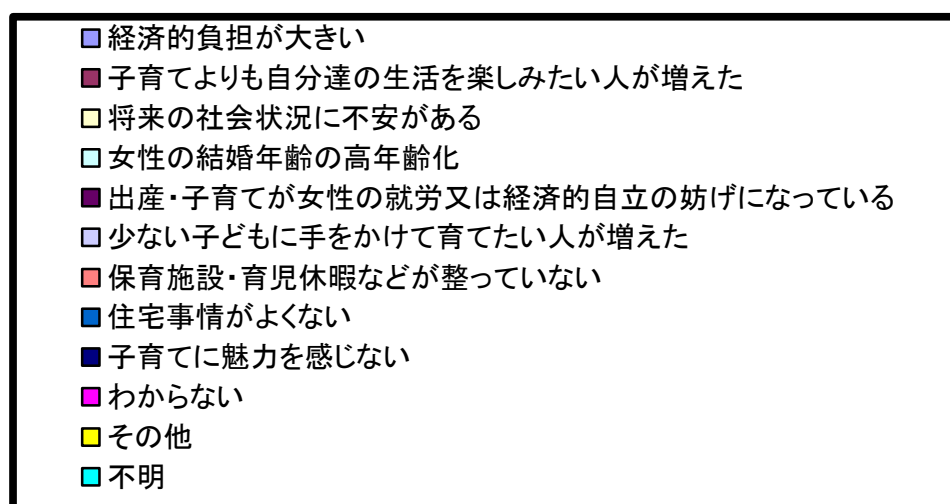 経済的負担が大きい
子育てよりも自分達の生活を楽しみたい人が増えた
将来の社会状況に不安がある
女性の結婚年齢の高年齢化
出産・子育てが女性の就労又は経済的自立の妨げになっている
少ない子どもに手をかけて育てたい人が増えた
保育施設・育児休暇などが整っていない
住宅事情がよくない
子育てに魅力を感じない
わからない
その他
不明